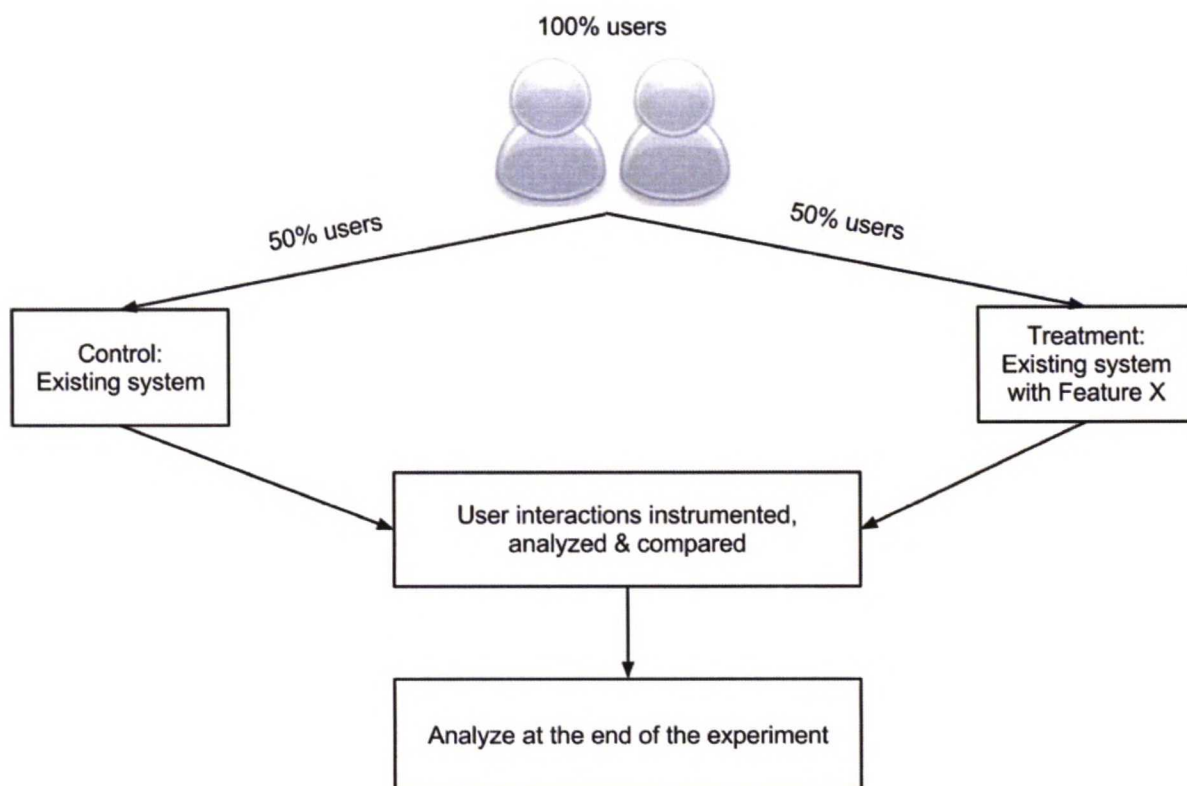 100% users
50% users
50% users
Control:
Existing system
Treatment:
Existing system
with Feature X
User interactions instrumented,
analyzed & compared
Analyze at the end of the experiment